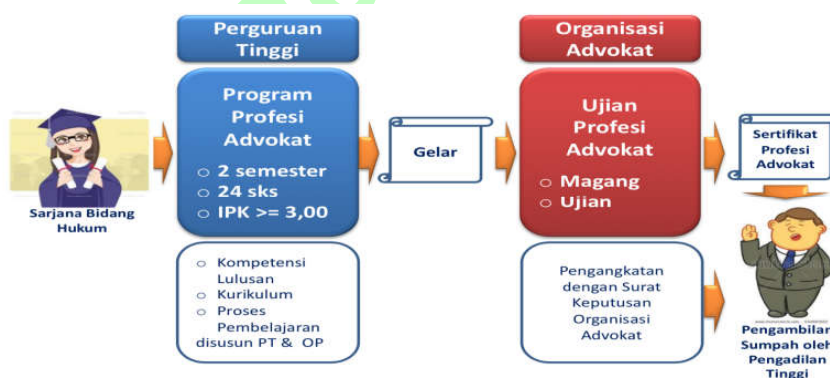 Perguruan
Tinggi
Organisasi
Advokat
Program
Profesi
Advokat
○ 2 semester
○ 24 sks
○ IPK >= 3,00
Gelar
Ujian
Profesi
Advokat
○ Magang
○ Ujian
Sertifikat
Profesi
Advokat
Sarjana Bidang
Hukum
○ Kompetensi
Lulusan
○ Kurikulum
○ Proses
Pembelajaran
disusun PT & OP
Pengangkatan
dengan Surat
Keputusan
Organisasi
Advokat
Pengambilan
Sumpah oleh
Pengadilan
Tinggi